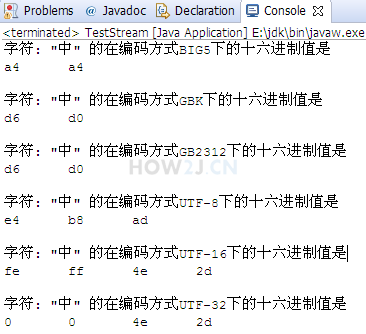 Problems @ Javadoc Declaration Console
<terminated> TestStream [Java Application] E:\jdk\bin\javaw.exe
字符: "中" 的在编码方式BIG5下的十六进制值是
a4 a4
字符: "中" 的在编码方式GBK下的十六进制值是
d6 d0
字符: "中" 的在编码方式GB2312下的十六进制值是
d6 d0
HOW2J.CN
字符: "中" 的在编码方式UTF-8下的十六进制值是
e4 b8 ad
字符: "中" 的在编码方式UTF-16下的十六进制值是
fe ff 4e 2d
字符: "中" 的在编码方式UTF-32下的十六进制值是
0 0 4e 2d